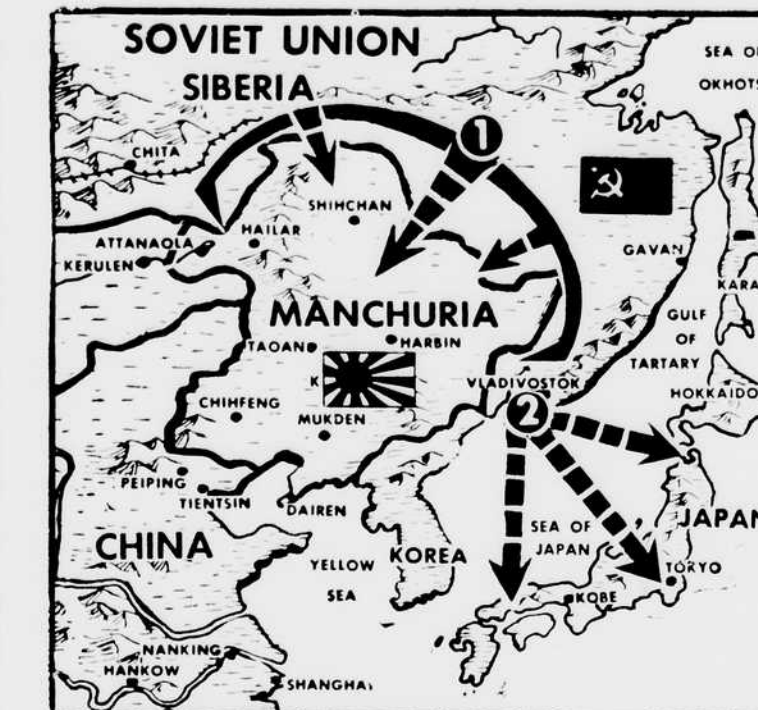 SOVIET UNION
SEA O
SIBERIA
OKHOTS
1
CHITA
SHIHCHAN
ATTANAOLA
HAILAR
GAVAN
KERULEN
KARA
MANCHURIA
GULF
OF
TAOAN
HARBIN
TARTARY
K
VLADIVOSTOK
HOKKAIDO
CHIHFENG
2
MUKDEN
PEIPING
TIENTSIN
DAIREN
SEA OF
JAPAN
JAPAN
CHINA
YELLOW
SEA
KOREA
TOKYO
KOBE
NANKING
HANKOW
SHANGHAI